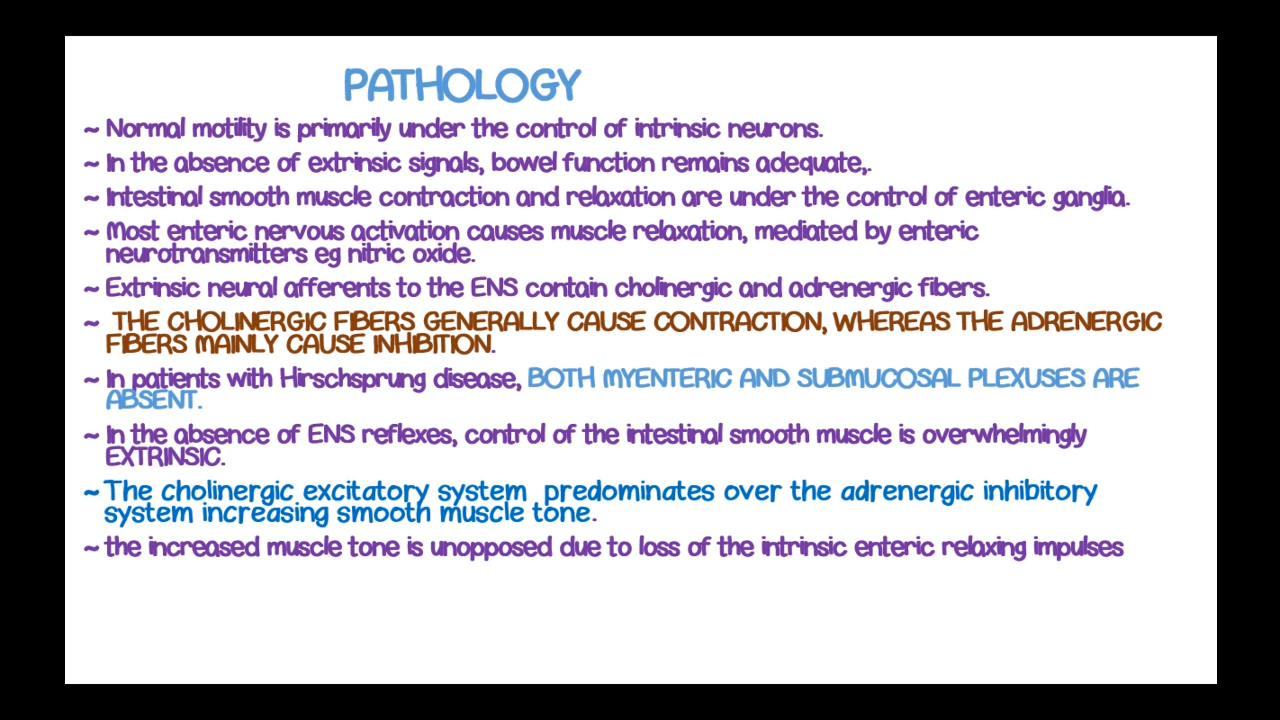 PATHOLOGY
~ Normal motility is primarily under the control of intrinsic neurons.
~ In the absence of extrinsic signals, bowel function remains adequate,.
~ Intestinal smooth muscle contraction and relaxation are under the control of enteric ganglia.
~ Most enteric nervous activation causes muscle relaxation, mediated by enteric
neurotransmitters eg nitric oxide.
~ Extrinsic neural afferents to the ENS contain cholinergic and adrenergic fibers.
~ THE CHOLINERGIC FIBERS GENERALLY CAUSE CONTRACTION, WHEREAS THE ADRENERGIC
FIBERS MAINLY CAUSE INHIBITION.
~ In patients with Hirschsprung disease, BOTH MYENTERIC AND SUBMUCOSAL PLEXUSES ARE
ABSENT.
~ In the absence of ENS reflexes, control of the intestinal smooth muscle is overwhelmingly
EXTRINSIC.
~ The cholinergic excitatory system predominates over the adrenergic inhibitory
system increasing smooth muscle tone.
~ the increased muscle tone is unopposed due to loss of the intrinsic enteric relaxing impulses